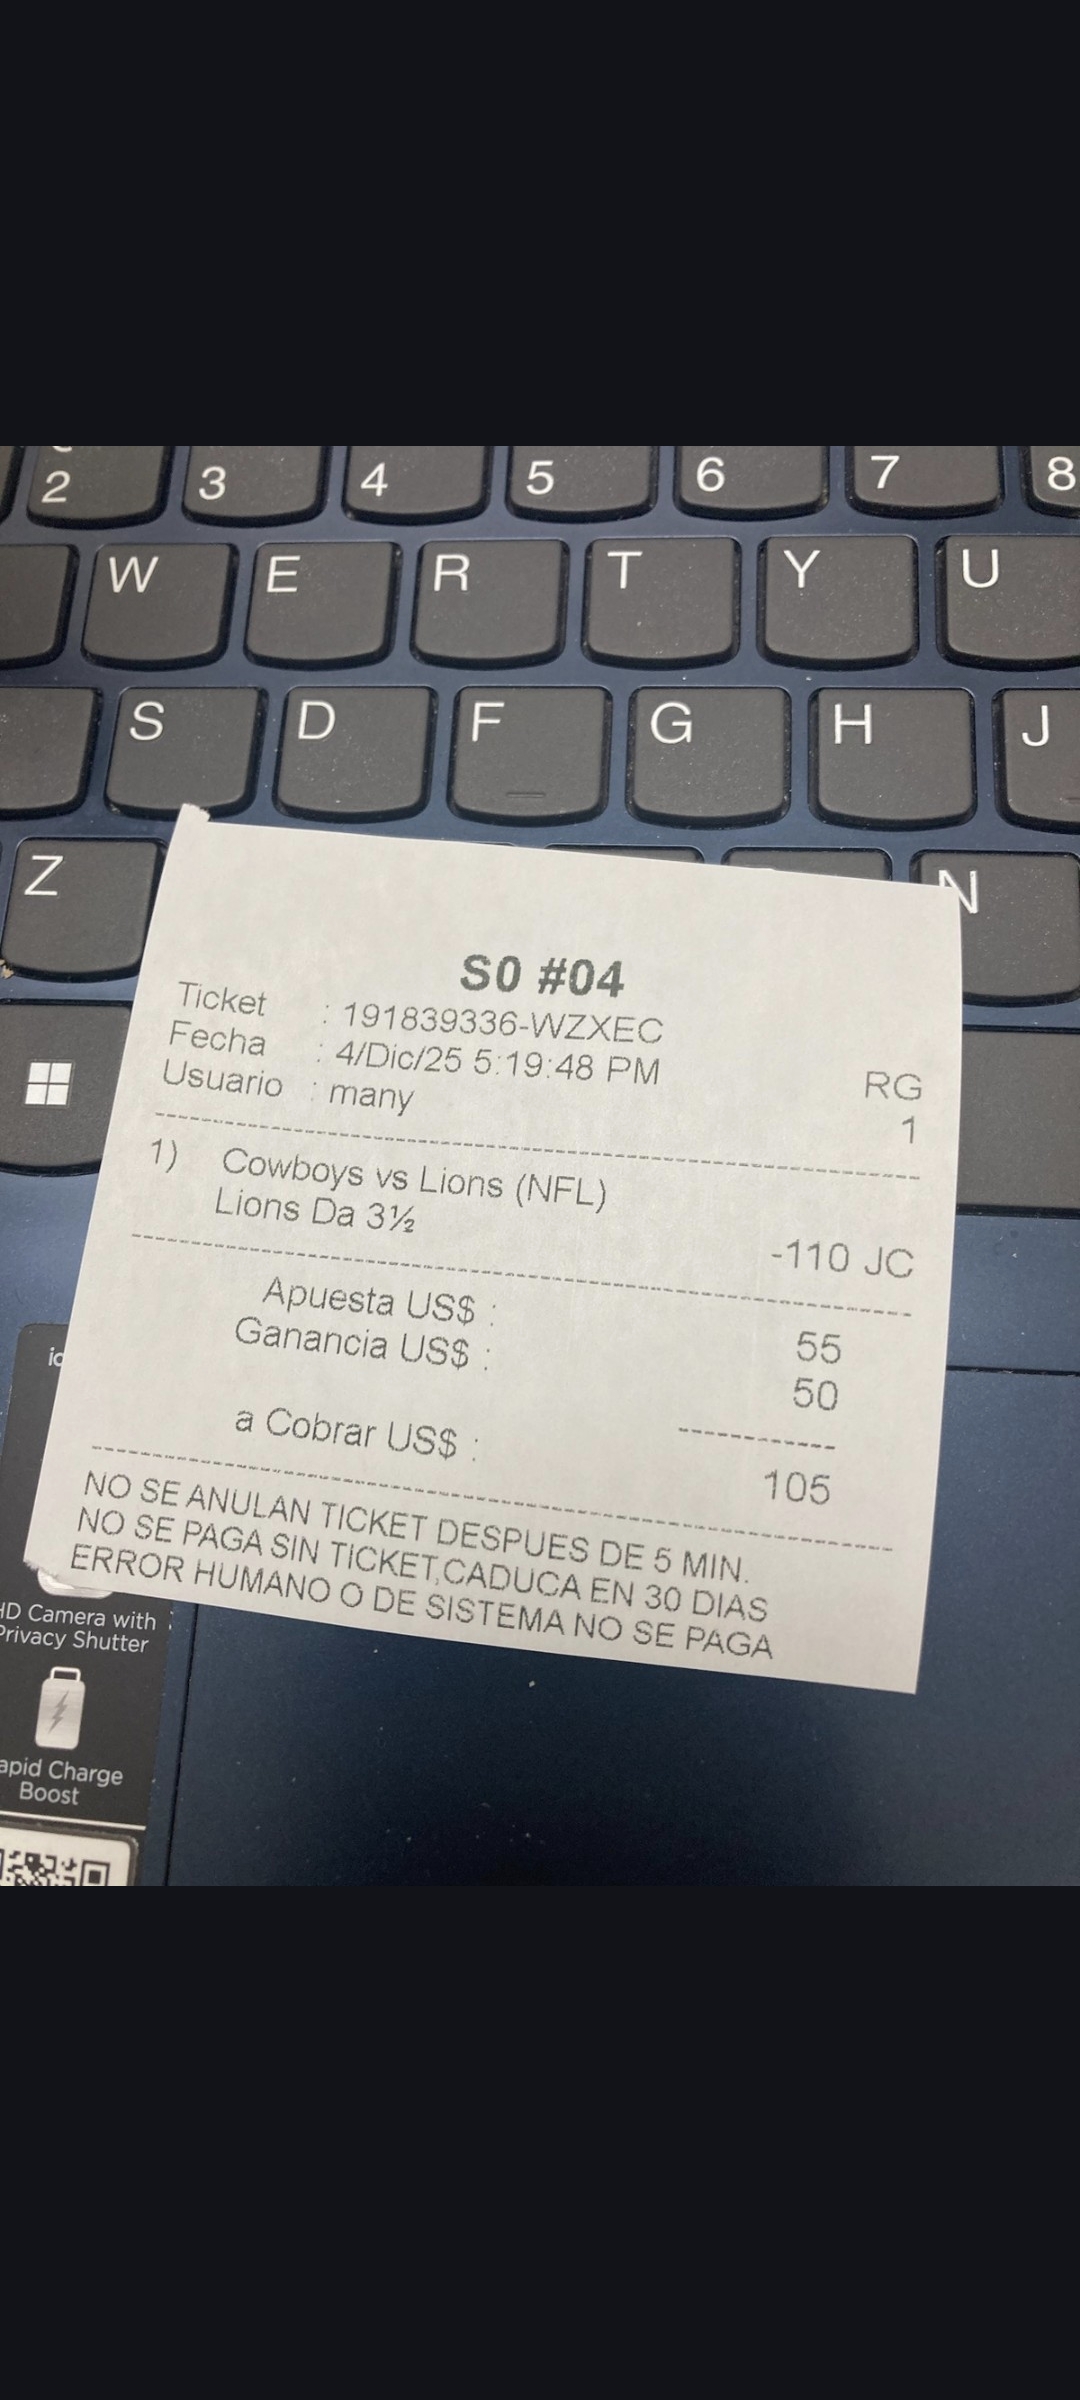 2 3 4 5 6 7 8
W E R T Y U
S D F G H J
Z N
S0 #04
Ticket : 191839336-WZXEC
Fecha : 4/Dic/25 5:19:48 PM RG
Usuario : many 1
1) Cowboys vs Lions (NFL)
Lions Da 3½ -110 JC
Apuesta US$ : 55
Ganancia US$ : 50
a Cobrar US$ : 105
NO SE ANULAN TICKET DESPUES DE 5 MIN.
NO SE PAGA SIN TICKET,CADUCA EN 30 DIAS
ERROR HUMANO O DE SISTEMA NO SE PAGA
HD Camera with
Privacy Shutter
apid Charge
Boost